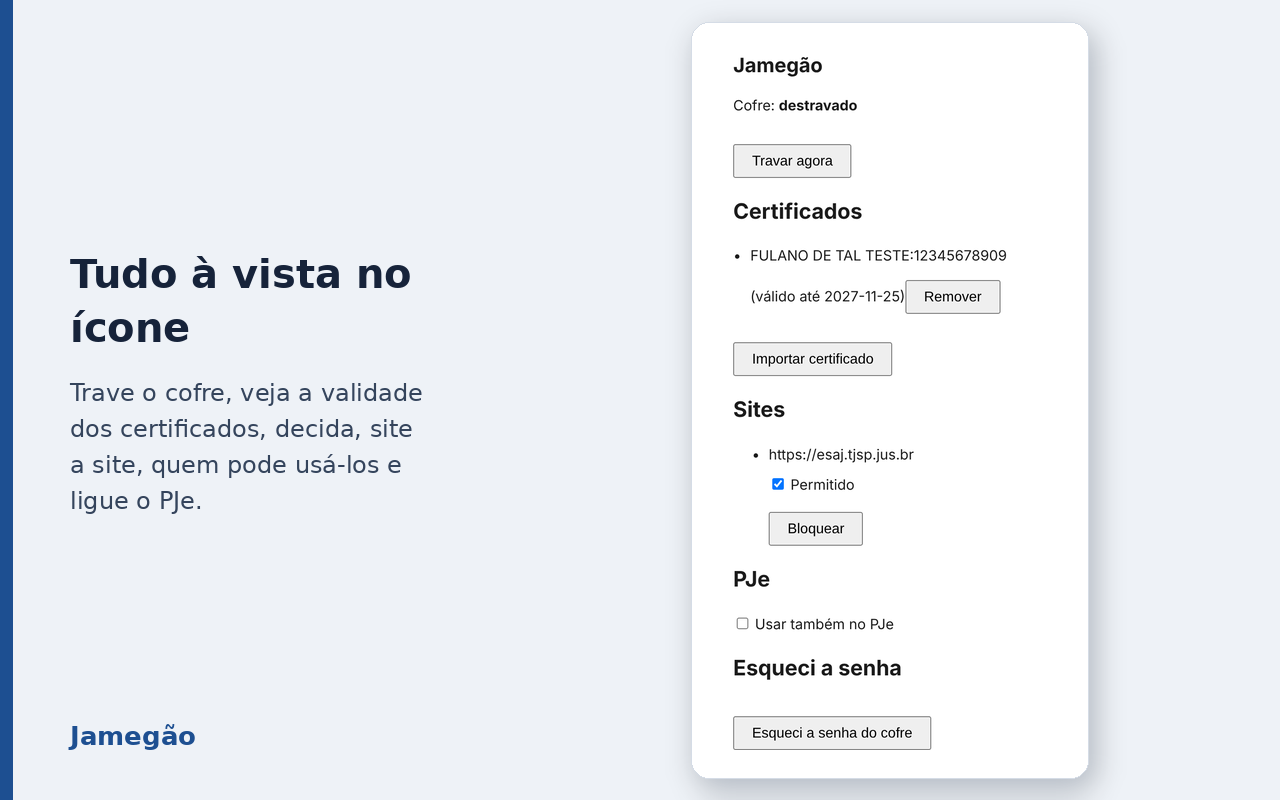 Tudo à vista no
ícone
Trave o cofre, veja a validade
dos certificados, decida, site
a site, quem pode usá-los e
ligue o PJe.
Jamegão
Jamegão
Cofre: destravado
Travar agora
Certificados
• FULANO DE TAL TESTE:12345678909
(válido até 2027-11-25) Remover
Importar certificado
Sites
• https://esaj.tjsp.jus.br
Permitido
Bloquear
PJe
Usar também no PJe
Esqueci a senha
Esqueci a senha do cofre